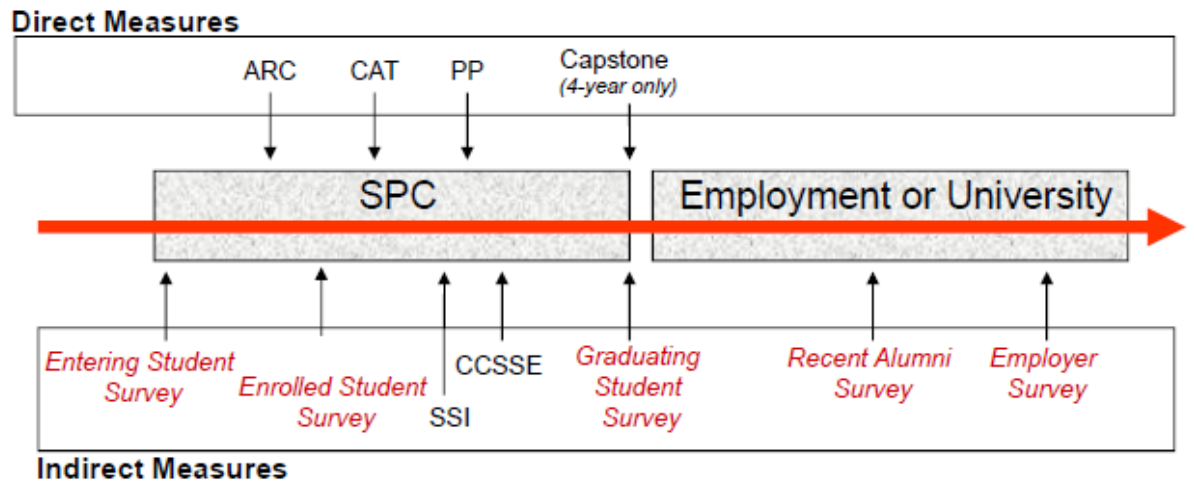 Direct Measures
ARC CAT PP Capstone
(4-year only)
SPC Employment or University
Entering Student
Survey
Enrolled Student
Survey
SSI
CCSSE
Graduating
Student
Survey
Recent Alumni
Survey
Employer
Survey
Indirect Measures